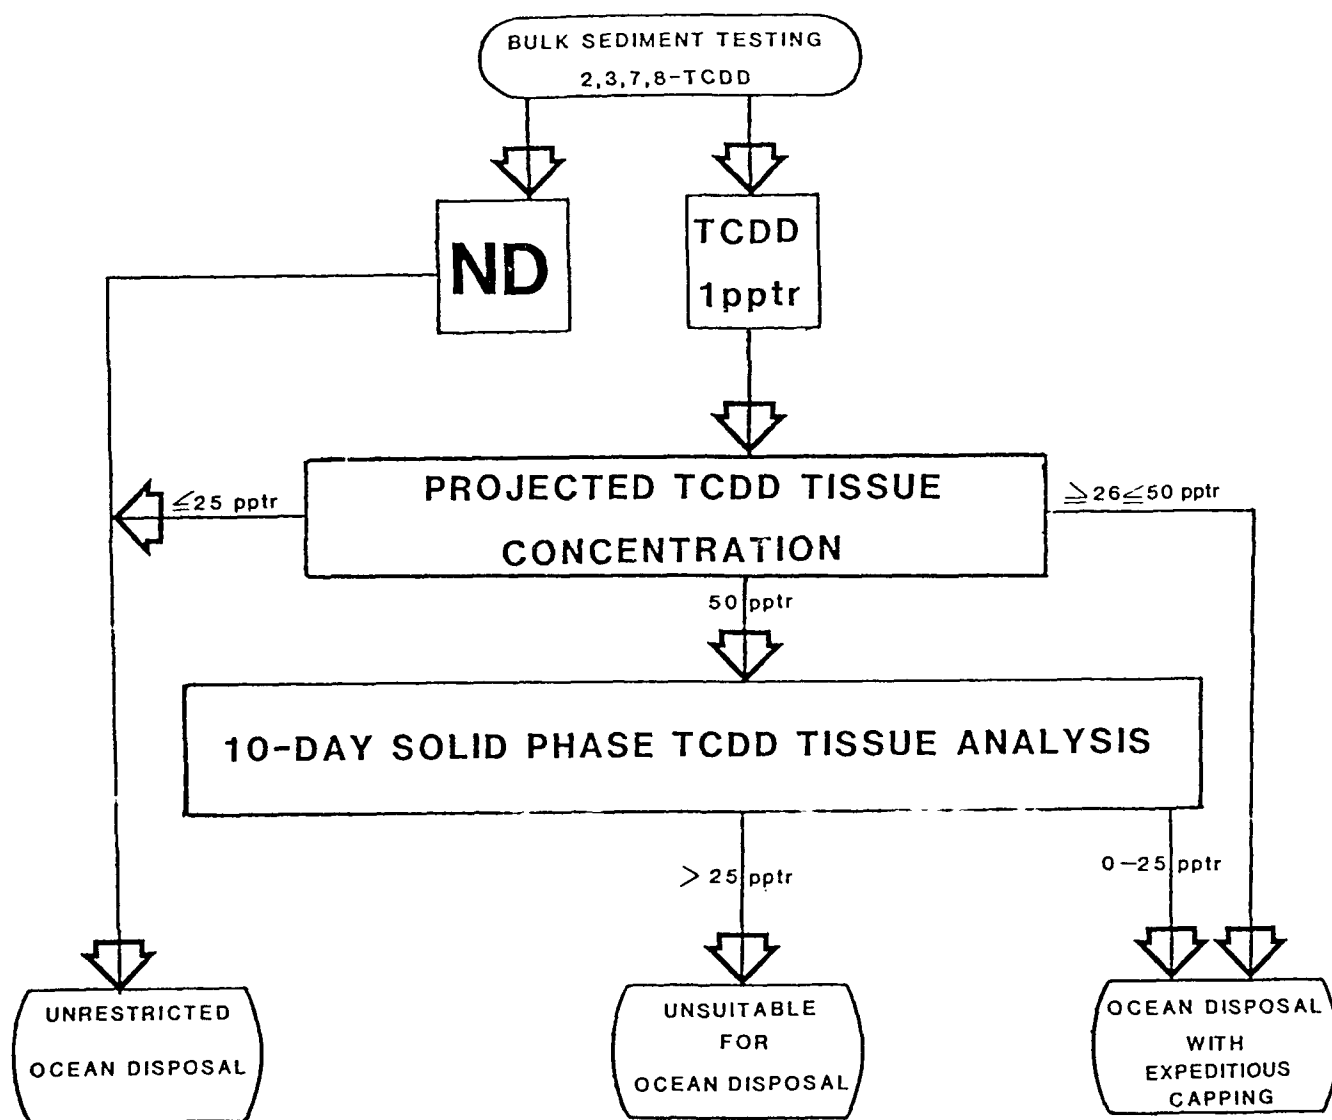 BULK SEDIMENT TESTING
2,3,7,8-TCDD
ND
TCDD
1pptr
PROJECTED TCDD TISSUE
CONCENTRATION
≦25 pptr
≧26≦50 pptr
50 pptr
10-DAY SOLID PHASE TCDD TISSUE ANALYSIS
>25 pptr
0-25 pptr
UNRESTRICTED
OCEAN DISPOSAL
UNSUITABLE
FOR
OCEAN DISPOSAL
OCEAN DISPOSAL
WITH
EXPEDITIOUS
CAPPING